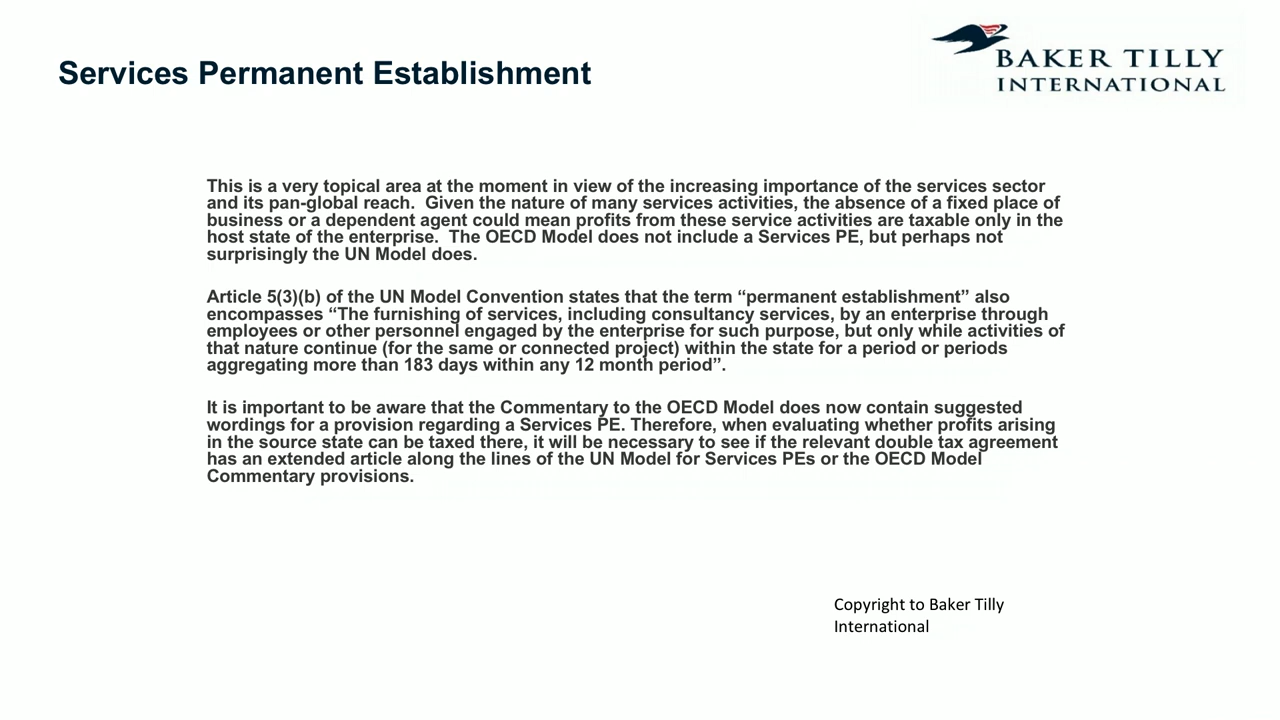 Services Permanent Establishment
BAKER TILLY
INTERNATIONAL
This is a very topical area at the moment in view of the increasing importance of the services sector
and its pan-global reach.  Given the nature of many services activities, the absence of a fixed place of
business or a dependent agent could mean profits from these service activities are taxable only in the
host state of the enterprise.  The OECD Model does not include a Services PE, but perhaps not
surprisingly the UN Model does.
Article 5(3)(b) of the UN Model Convention states that the term “permanent establishment” also
encompasses “The furnishing of services, including consultancy services, by an enterprise through
employees or other personnel engaged by the enterprise for such purpose, but only while activities of
that nature continue (for the same or connected project) within the state for a period or periods
aggregating more than 183 days within any 12 month period”.
It is important to be aware that the Commentary to the OECD Model does now contain suggested
wordings for a provision regarding a Services PE. Therefore, when evaluating whether profits arising
in the source state can be taxed there, it will be necessary to see if the relevant double tax agreement
has an extended article along the lines of the UN Model for Services PEs or the OECD Model
Commentary provisions.
Copyright to Baker Tilly
International